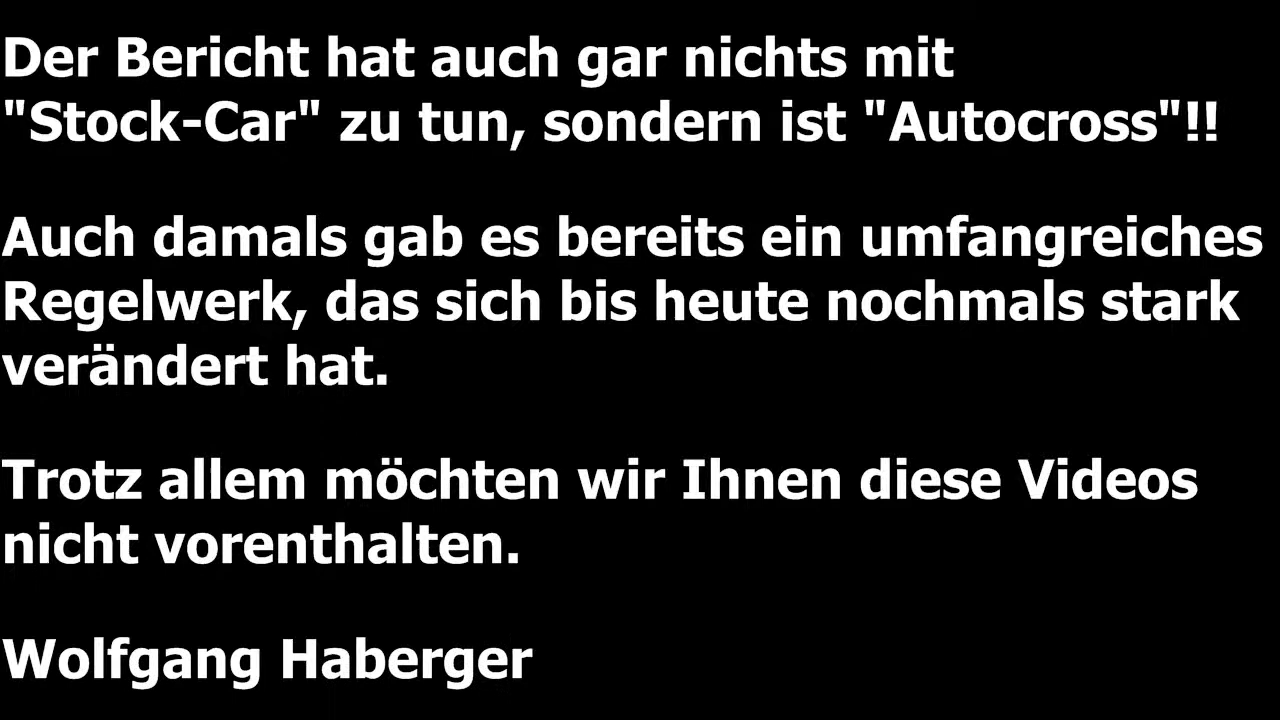 Der Bericht hat auch gar nichts mit
"Stock-Car" zu tun, sondern ist "Autocross"!!
Auch damals gab es bereits ein umfangreiches
Regelwerk, das sich bis heute nochmals stark
verändert hat.
Trotz allem möchten wir Ihnen diese Videos
nicht vorenthalten.
Wolfgang Haberger